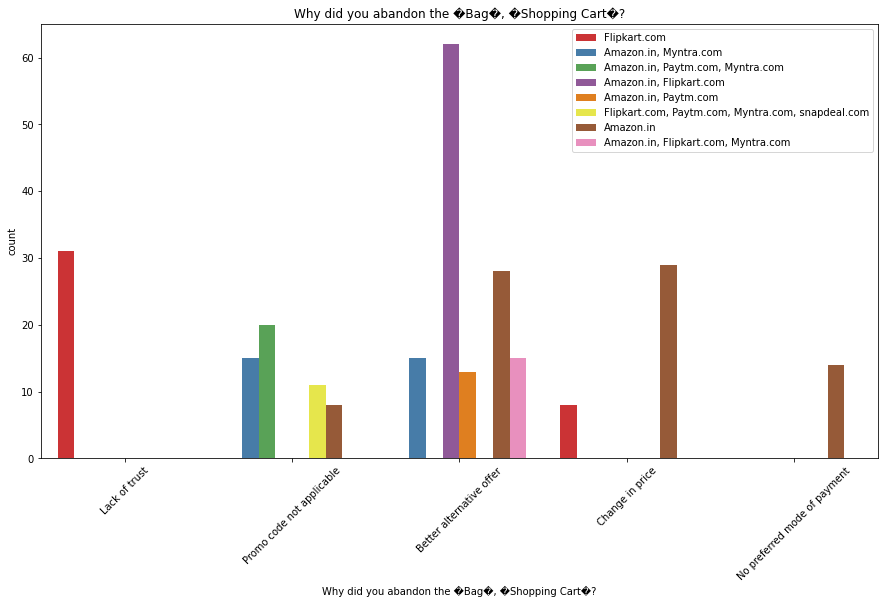 Why did you abandon the �Bag�, �Shopping Cart�?
Flipkart.com
Amazon.in, Myntra.com
Amazon.in, Paytm.com, Myntra.com
Amazon.in, Flipkart.com
Amazon.in, Paytm.com
Flipkart.com, Paytm.com, Myntra.com, snapdeal.com
Amazon.in
Amazon.in, Flipkart.com, Myntra.com
60
50
40
30
20
10
0
count
Lack of trust
Promo code not applicable
Better alternative offer
Change in price
No preferred mode of payment
Why did you abandon the �Bag�, �Shopping Cart�?